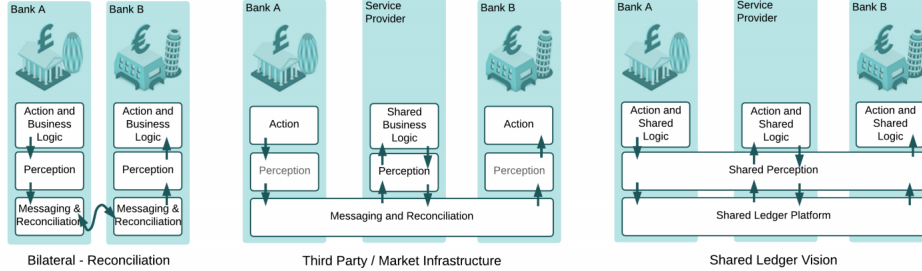 Bank A
Bank B
£
€
Action and
Business
Logic
Action and
Business
Logic
Perception
Perception
Messaging &
Reconciliation
Messaging &
Reconciliation
Bilateral - Reconciliation
Bank A
Service
Provider
Bank B
£
€
Action
Shared
Business
Logic
Action
Perception
Perception
Perception
Messaging and Reconciliation
Third Party / Market Infrastructure
Bank A
Service
Provider
Bank B
£
€
Action and
Shared
Logic
Action and
Shared
Logic
Action and
Shared
Logic
Shared Perception
Shared Ledger Platform
Shared Ledger Vision